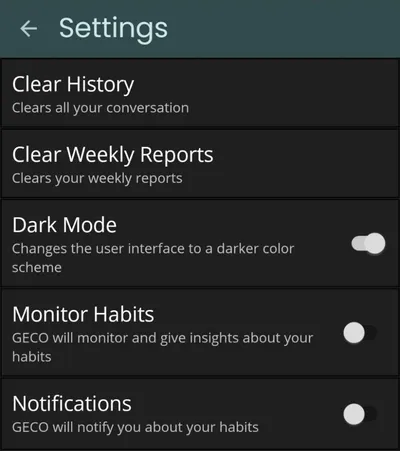 Settings
Clear History
Clears all your conversation
Clear Weekly Reports
Clears your weekly reports
Dark Mode
Changes the user interface to a darker color
scheme
Monitor Habits
GECO will monitor and give insights about your
habits
Notifications
GECO will notify you about your habits